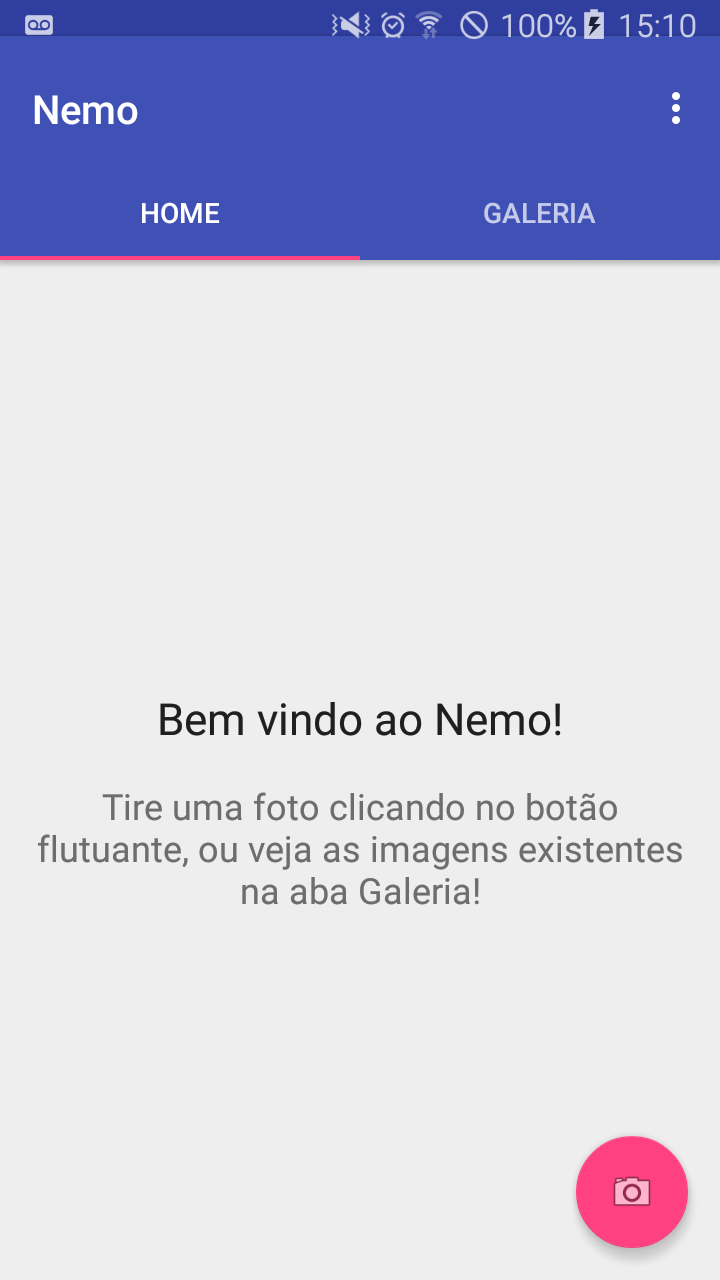 100% 15:10
Nemo
HOME GALERIA
Bem vindo ao Nemo!
Tire uma foto clicando no botão
flutuante, ou veja as imagens existentes
na aba Galeria!